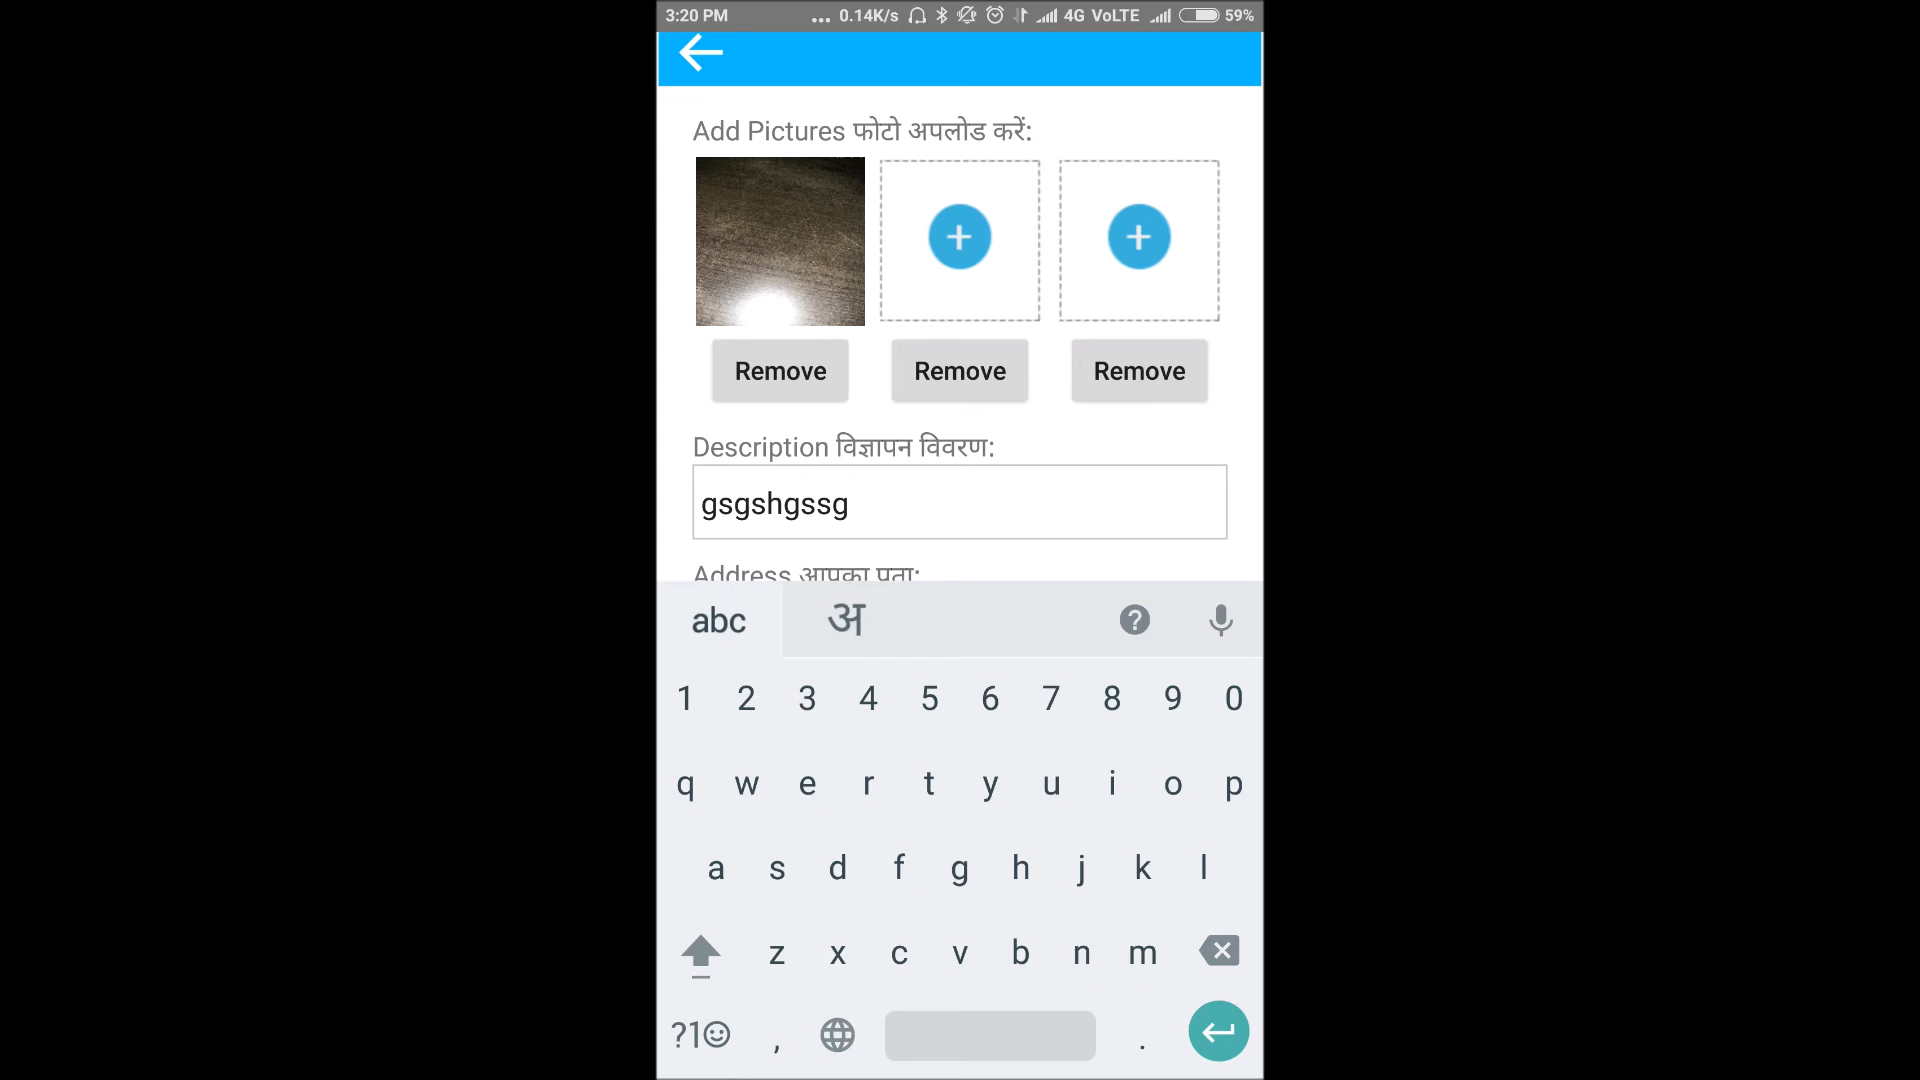 3:20 PM ... 0.14K/s 4G VoLTE 59%
Add Pictures फोटो अपलोड करें:
Remove Remove Remove
Description विज्ञापन विवरण:
gsgshgssg
Address आपका पता:
abc अ ?
1 2 3 4 5 6 7 8 9 0
q w e r t y u i o p
a s d f g h j k l
z x c v b n m
?1☺ , .